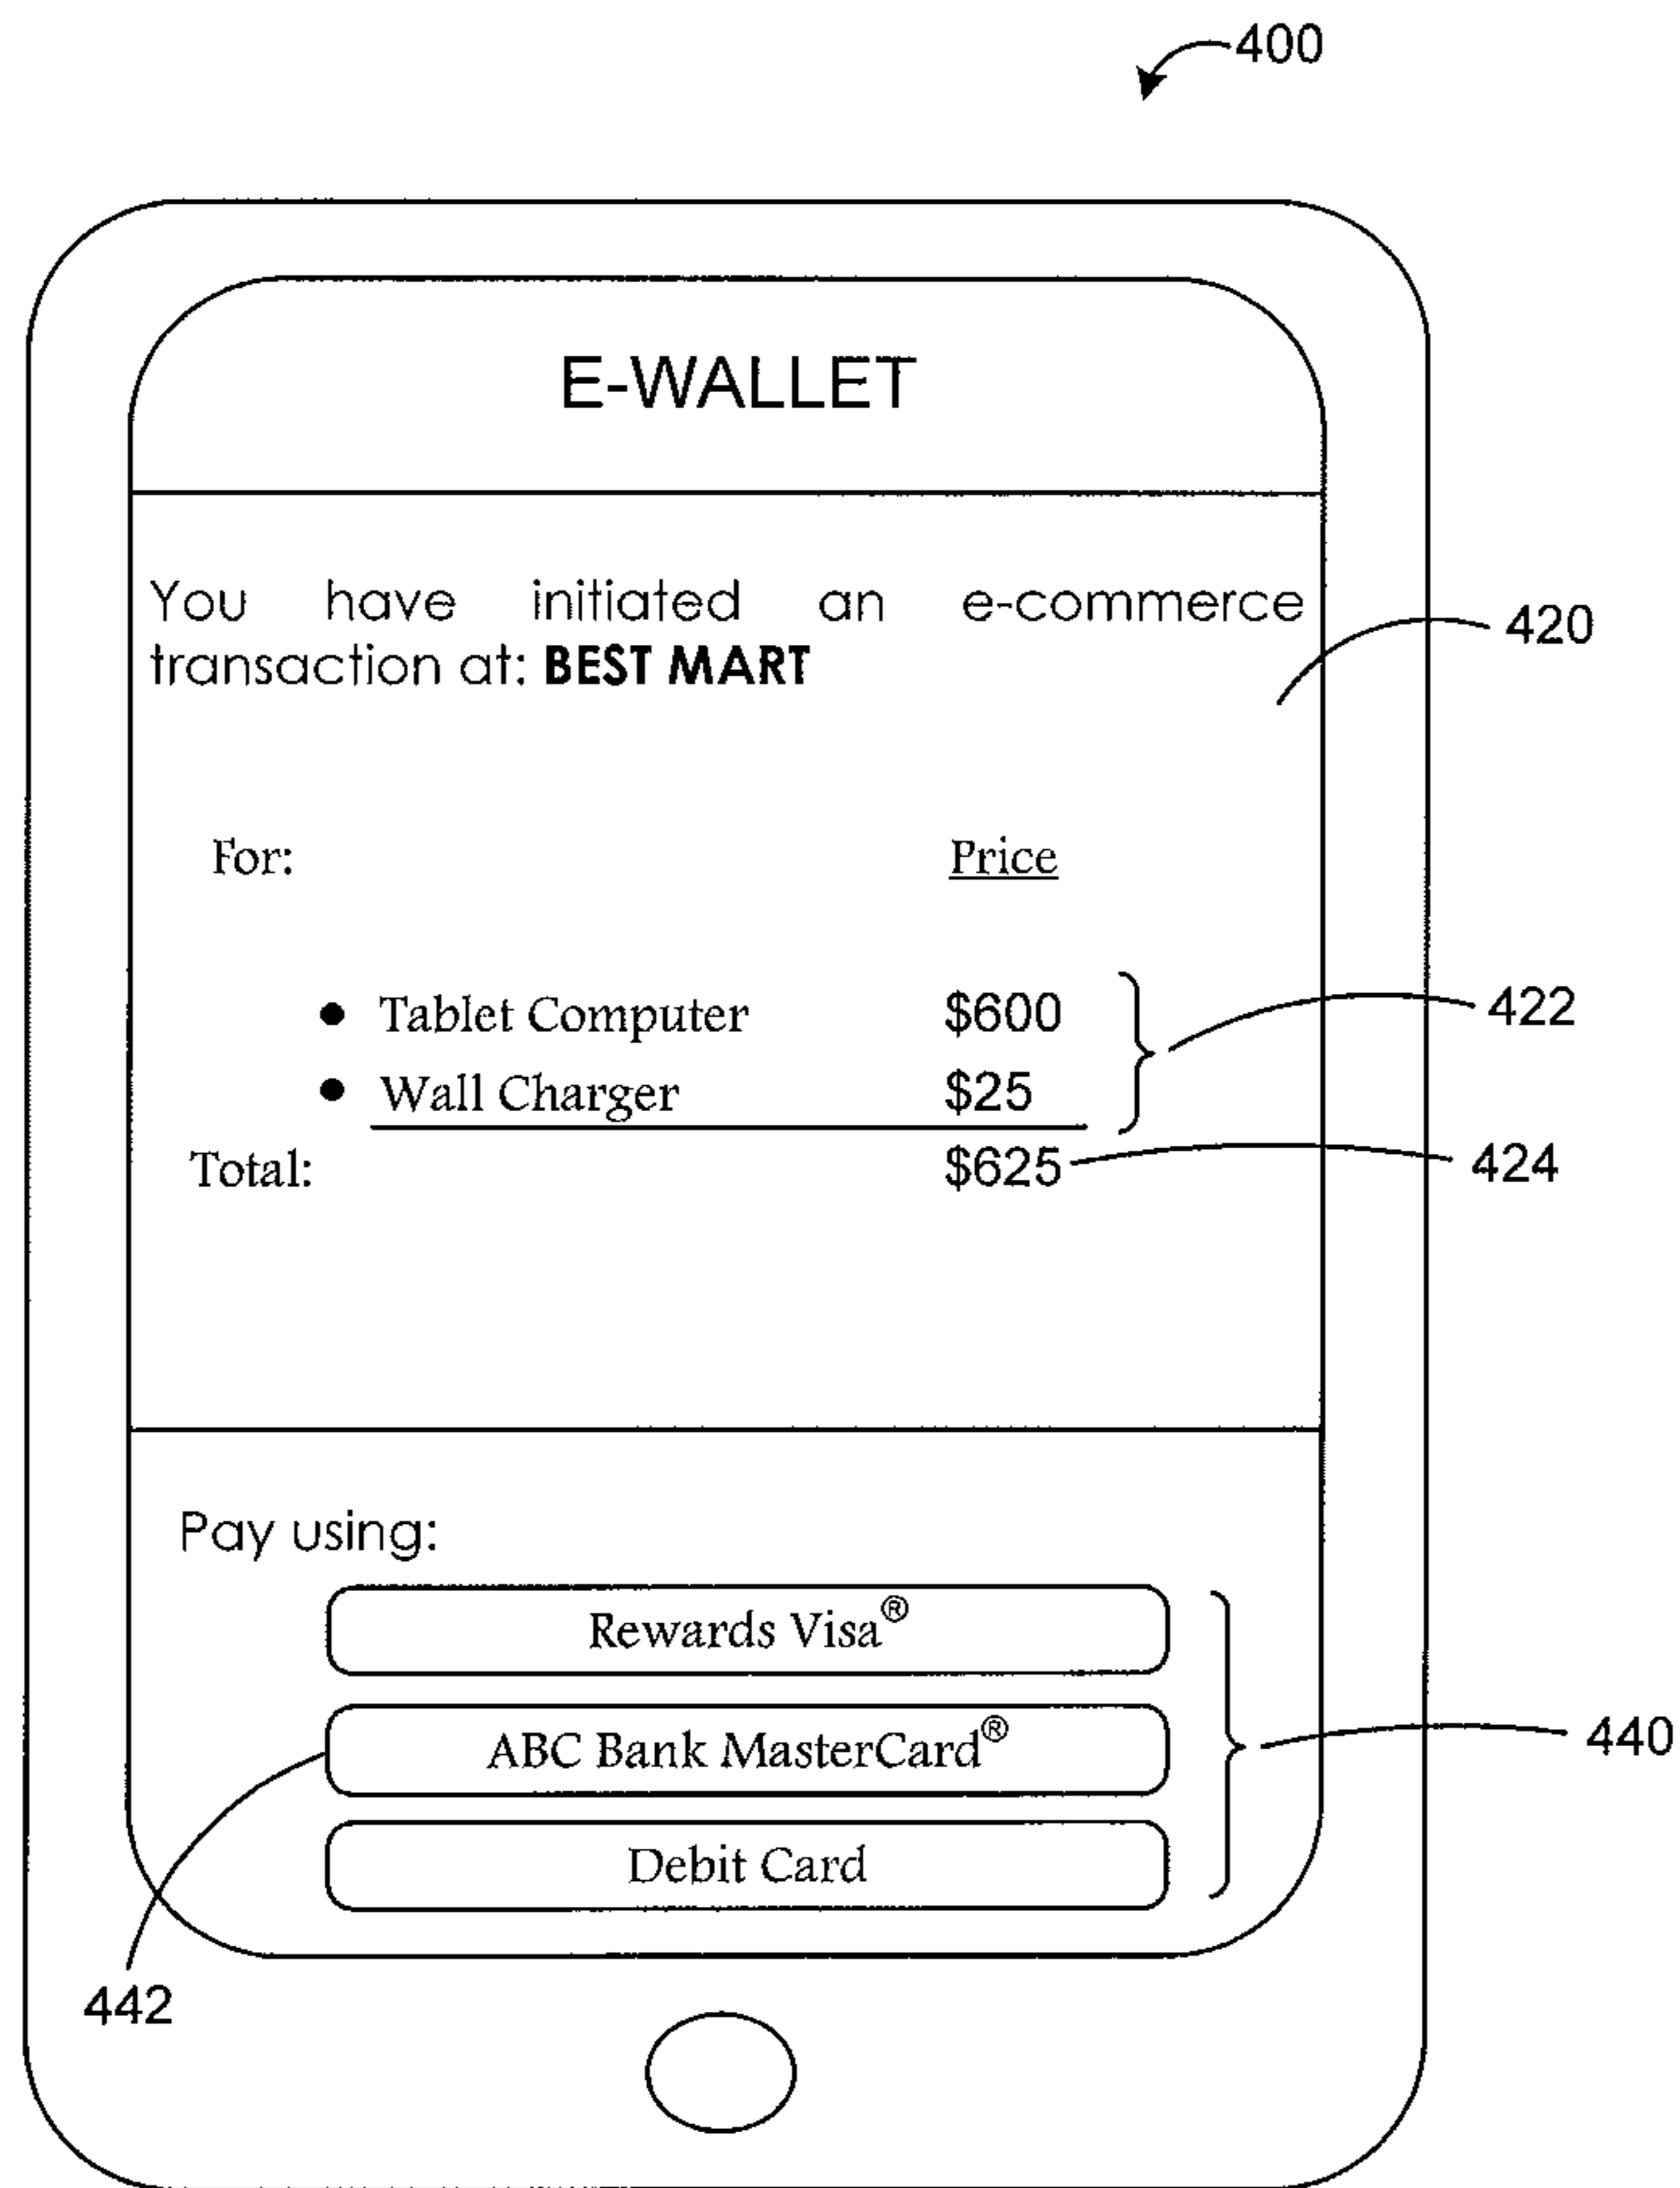 400
E-WALLET
You have initiated an e-commerce
transaction at: BEST MART
420
For: Price
• Tablet Computer $600
422
• Wall Charger $25
Total: $625
424
Pay using:
Rewards Visa®
ABC Bank MasterCard®
440
Debit Card
442